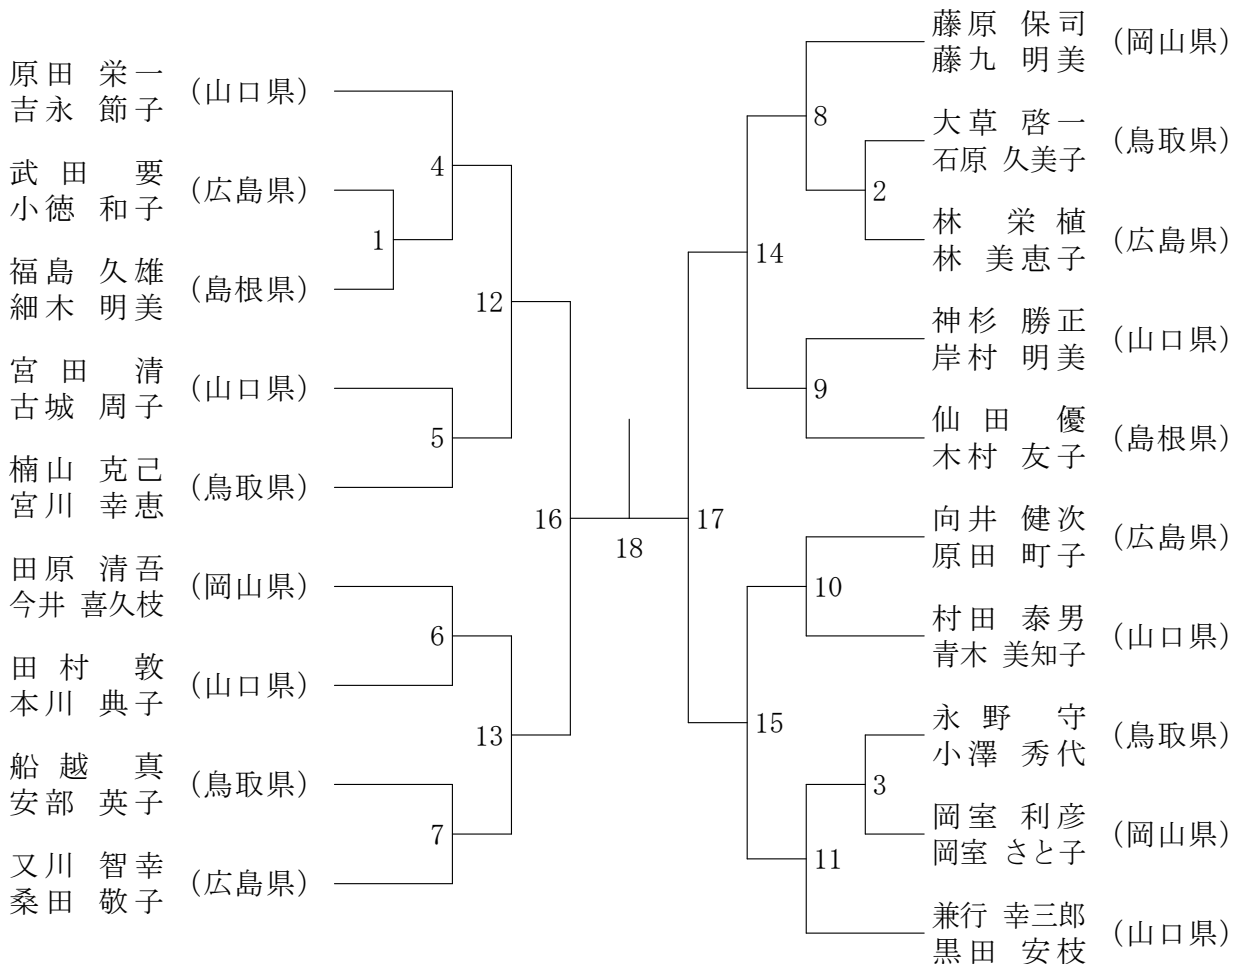 原田 栄一
吉永 節子
(山口県)
武田 要
小徳 和子
(広島県)
福島 久雄
細木 明美
(島根県)
宮田 清
古城 周子
(山口県)
楠山 克己
宮川 幸恵
(鳥取県)
田原 清吾
今井 喜久枝
(岡山県)
田村 敦
本川 典子
(山口県)
船越 真
安部 英子
(鳥取県)
又川 智幸
桑田 敬子
(広島県)
4
1
12
5
16
6
13
7
18
藤原 保司
藤九 明美
(岡山県)
大草 啓一
石原 久美子
(鳥取県)
林 栄植
林 美恵子
(広島県)
神杉 勝正
岸村 明美
(山口県)
仙田 優
木村 友子
(島根県)
向井 健次
原田 町子
(広島県)
村田 泰男
青木 美知子
(山口県)
永野 守
小澤 秀代
(鳥取県)
岡室 利彦
岡室 さと子
(岡山県)
兼行 幸三郎
黒田 安枝
(山口県)
8
2
14
9
17
10
15
3
11